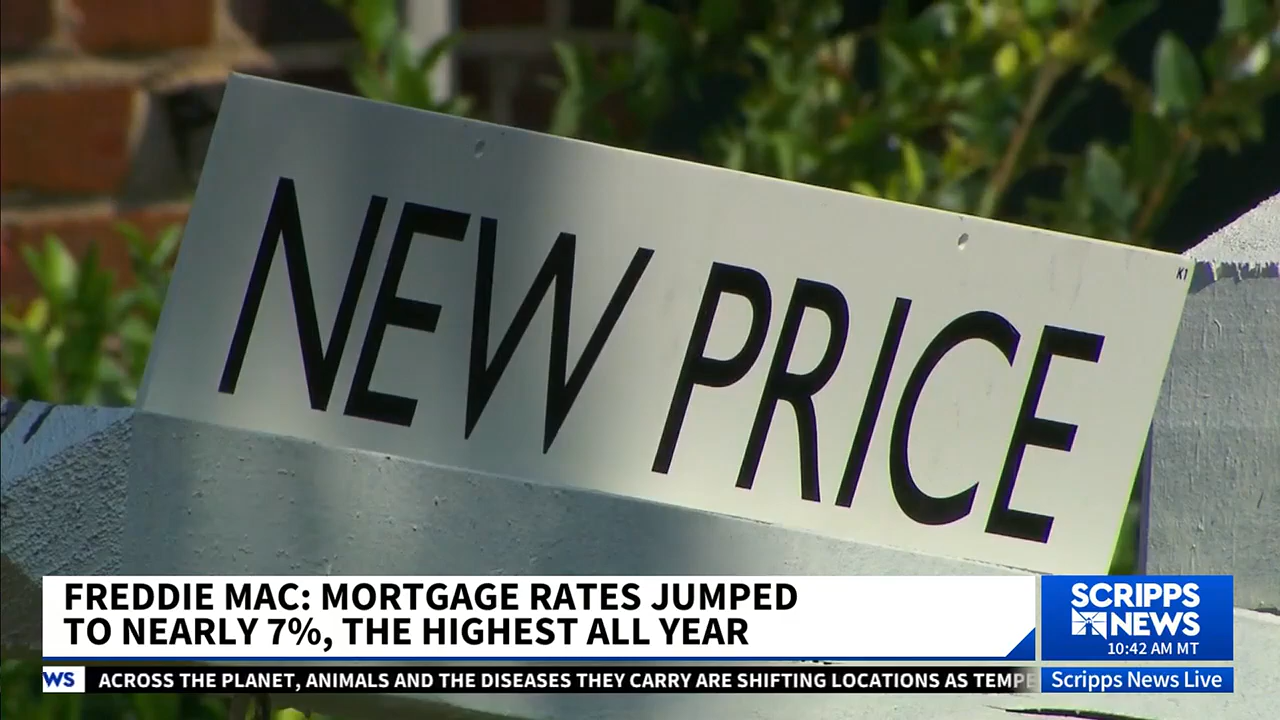 K1
NEW PRICE
FREDDIE MAC: MORTGAGE RATES JUMPED
TO NEARLY 7%, THE HIGHEST ALL YEAR
SCRIPPS
NEWS
10:42 AM MT
WS ACROSS THE PLANET, ANIMALS AND THE DISEASES THEY CARRY ARE SHIFTING LOCATIONS AS TEMPE
Scripps News Live